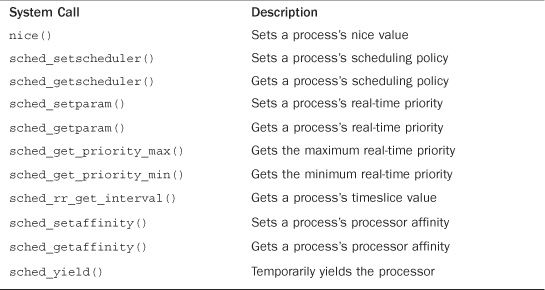 System Call Description
nice() Sets a process's nice value
sched_setscheduler() Sets a process's scheduling policy
sched_getscheduler() Gets a process's scheduling policy
sched_setparam() Sets a process's real-time priority
sched_getparam() Gets a process's real-time priority
sched_get_priority_max() Gets the maximum real-time priority
sched_get_priority_min() Gets the minimum real-time priority
sched_rr_get_interval() Gets a process's timeslice value
sched_setaffinity() Sets a process's processor affinity
sched_getaffinity() Gets a process's processor affinity
sched_yield() Temporarily yields the processor